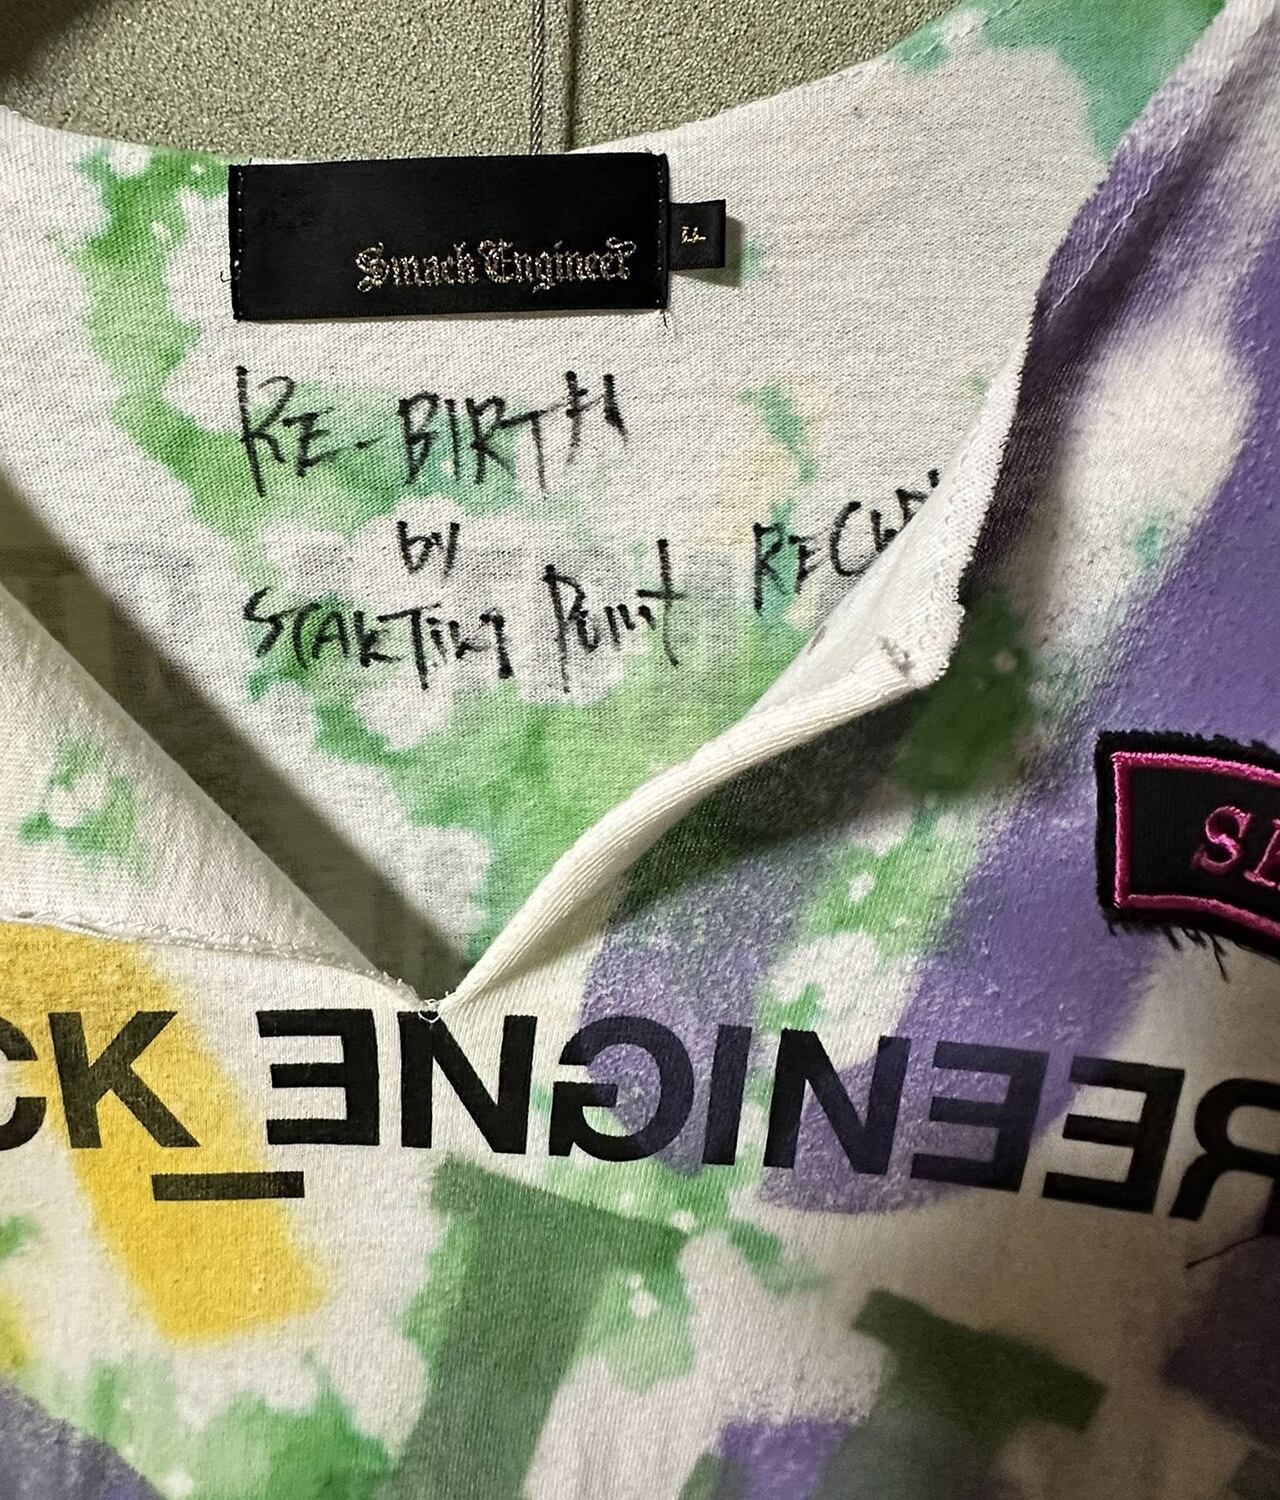 Smack Engineer
LL
RE-BIRTH
by
STARTING Point
CK_ENGINEER